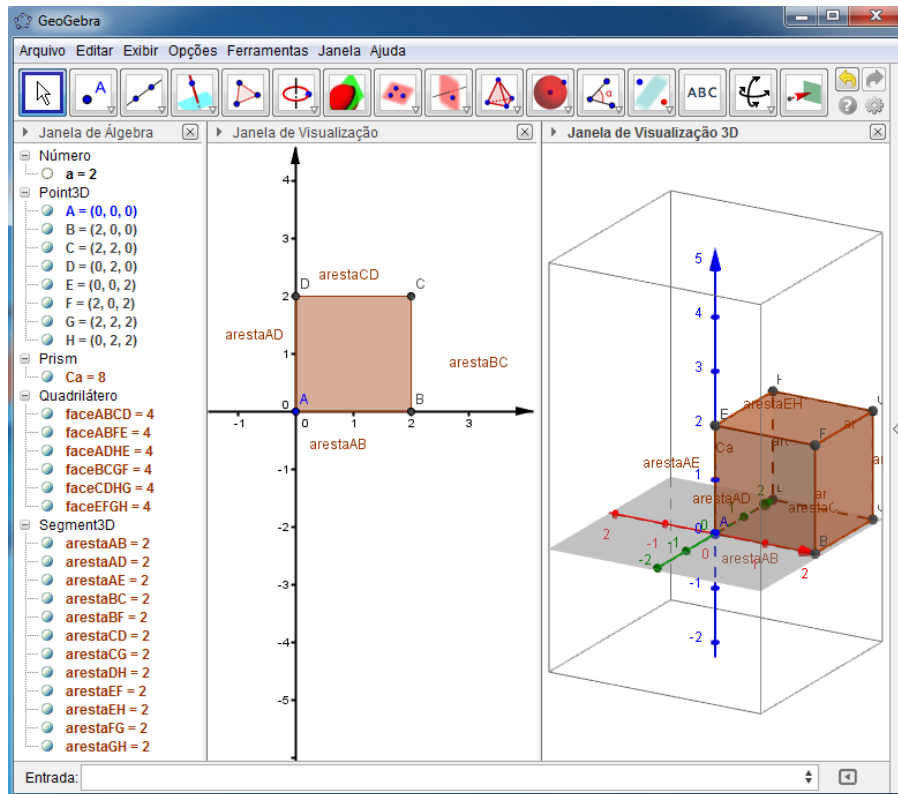 GeoGebra
Arquivo Editar Exibir Opções Ferramentas Janela Ajuda
A
α
ABC
Janela de Álgebra
Janela de Visualização
Janela de Visualização 3D
Número
a = 2
Point3D
A = (0, 0, 0)
B = (2, 0, 0)
C = (2, 2, 0)
D = (0, 2, 0)
E = (0, 0, 2)
F = (2, 0, 2)
G = (2, 2, 2)
H = (0, 2, 2)
Prism
Ca = 8
Quadrilátero
faceABCD = 4
faceABFE = 4
faceADHE = 4
faceBCGF = 4
faceCDHG = 4
faceEFGH = 4
Segment3D
arestaAB = 2
arestaAD = 2
arestaAE = 2
arestaBC = 2
arestaBF = 2
arestaCD = 2
arestaCG = 2
arestaDH = 2
arestaEF = 2
arestaEH = 2
arestaFG = 2
arestaGH = 2
4
3
D arestaCD C
2
arestaAD
1
arestaBC
0 A B
-1 0 1 2 3
arestaAB
-1
-2
-3
-4
-5
5
4
3
arestaEH
E
2
F
Ca
arestaAE
1
arestaAD
2
1
0 A
0
B
2 -1 0 1 2
-1
-2
arestaAB
-1
-2
Entrada: